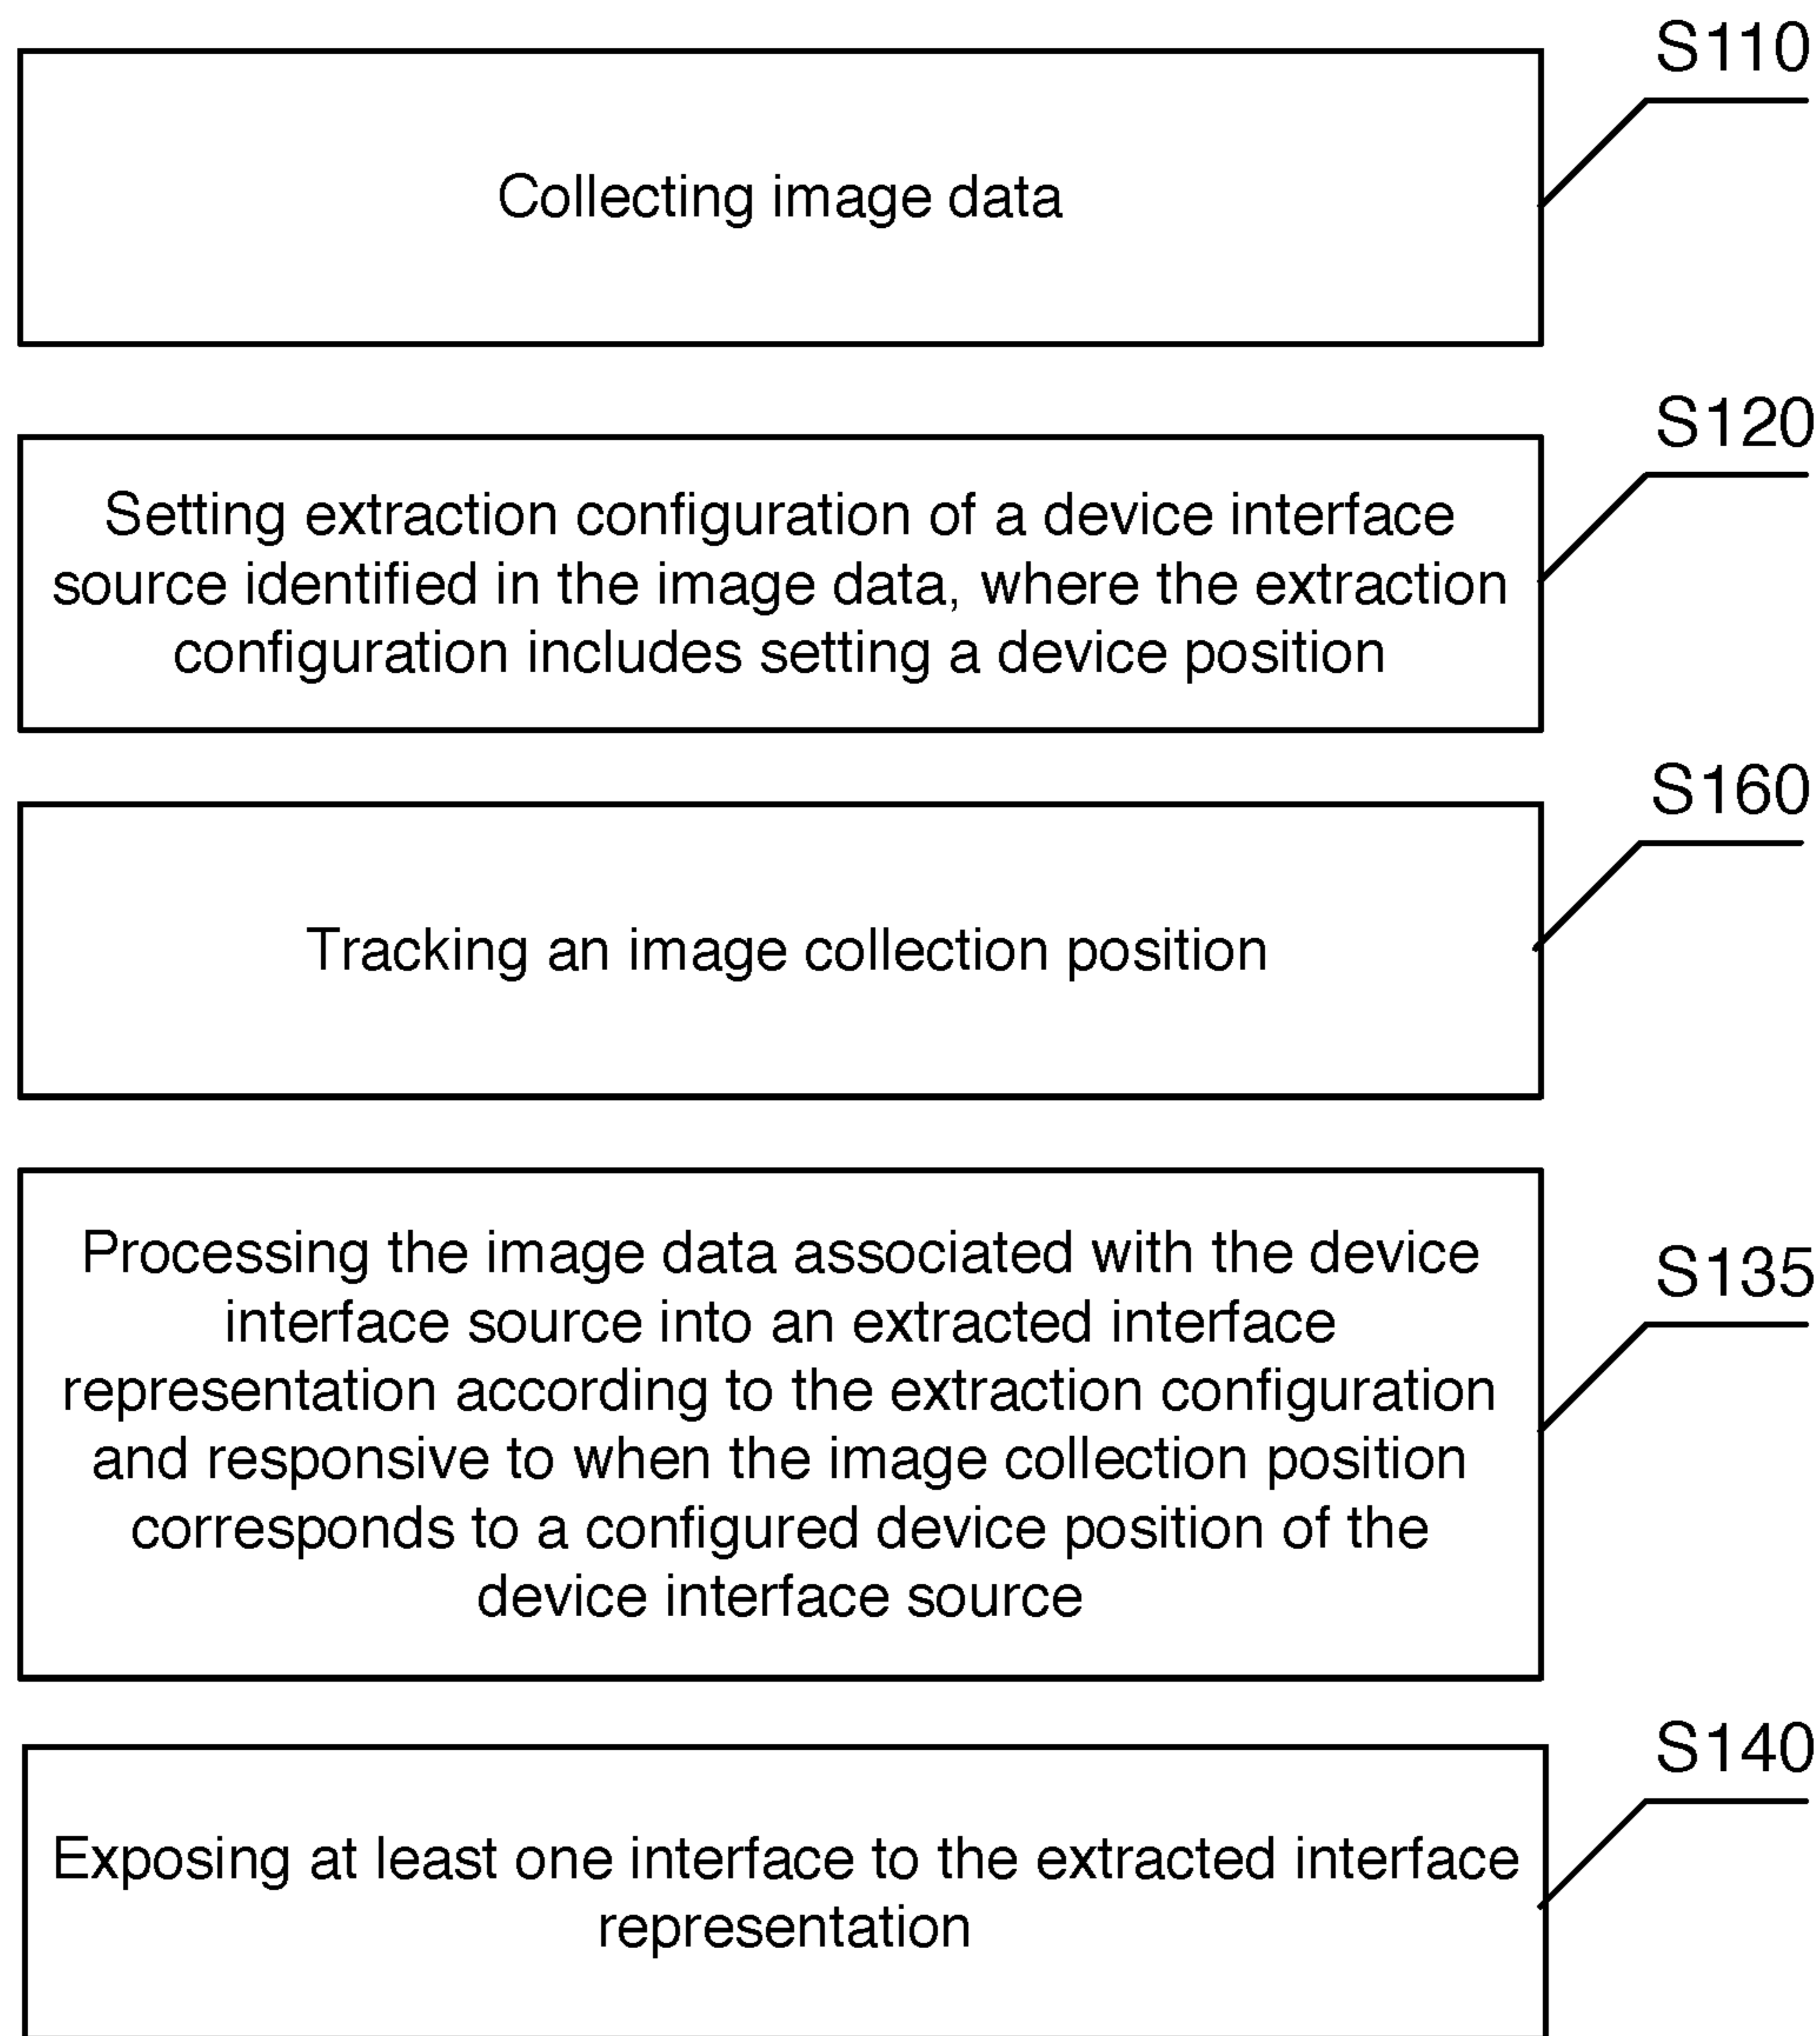 S110
Collecting image data
S120
Setting extraction configuration of a device interface
source identified in the image data, where the extraction
configuration includes setting a device position
S160
Tracking an image collection position
S135
Processing the image data associated with the device
interface source into an extracted interface
representation according to the extraction configuration
and responsive to when the image collection position
corresponds to a configured device position of the
device interface source
S140
Exposing at least one interface to the extracted interface
representation